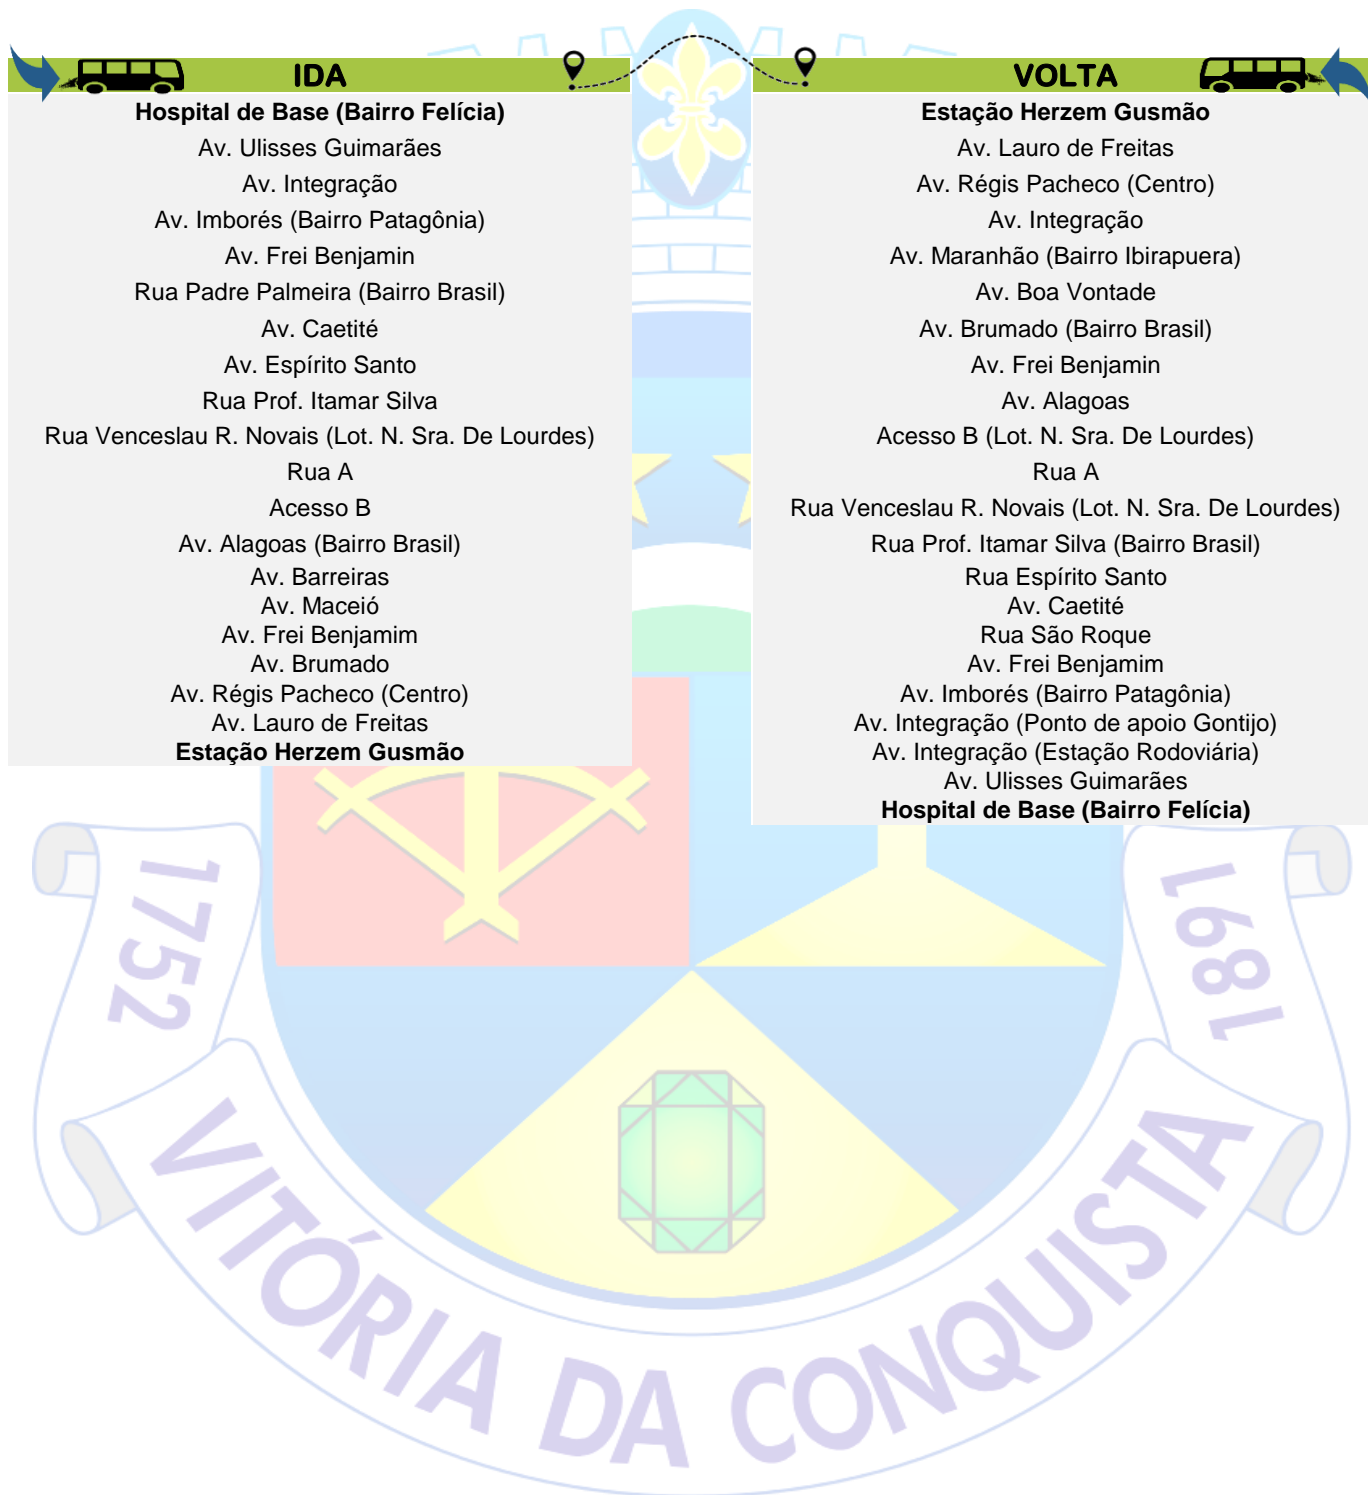 IDA
Hospital de Base (Bairro Felícia)
Av. Ulisses Guimarães
Av. Integração
Av. Imborés (Bairro Patagônia)
Av. Frei Benjamin
Rua Padre Palmeira (Bairro Brasil)
Av. Caetité
Av. Espírito Santo
Rua Prof. Itamar Silva
Rua Venceslau R. Novais (Lot. N. Sra. De Lourdes)
Rua A
Acesso B
Av. Alagoas (Bairro Brasil)
Av. Barreiras
Av. Maceió
Av. Frei Benjamim
Av. Brumado
Av. Régis Pacheco (Centro)
Av. Lauro de Freitas
Estação Herzem Gusmão
VOLTA
Estação Herzem Gusmão
Av. Lauro de Freitas
Av. Régis Pacheco (Centro)
Av. Integração
Av. Maranhão (Bairro Ibirapuera)
Av. Boa Vontade
Av. Brumado (Bairro Brasil)
Av. Frei Benjamin
Av. Alagoas
Acesso B (Lot. N. Sra. De Lourdes)
Rua A
Rua Venceslau R. Novais (Lot. N. Sra. De Lourdes)
Rua Prof. Itamar Silva (Bairro Brasil)
Rua Espírito Santo
Av. Caetité
Rua São Roque
Av. Frei Benjamim
Av. Imborés (Bairro Patagônia)
Av. Integração (Ponto de apoio Gontijo)
Av. Integração (Estação Rodoviária)
Av. Ulisses Guimarães
Hospital de Base (Bairro Felícia)
1752
1891
VITÓRIA DA CONQUISTA